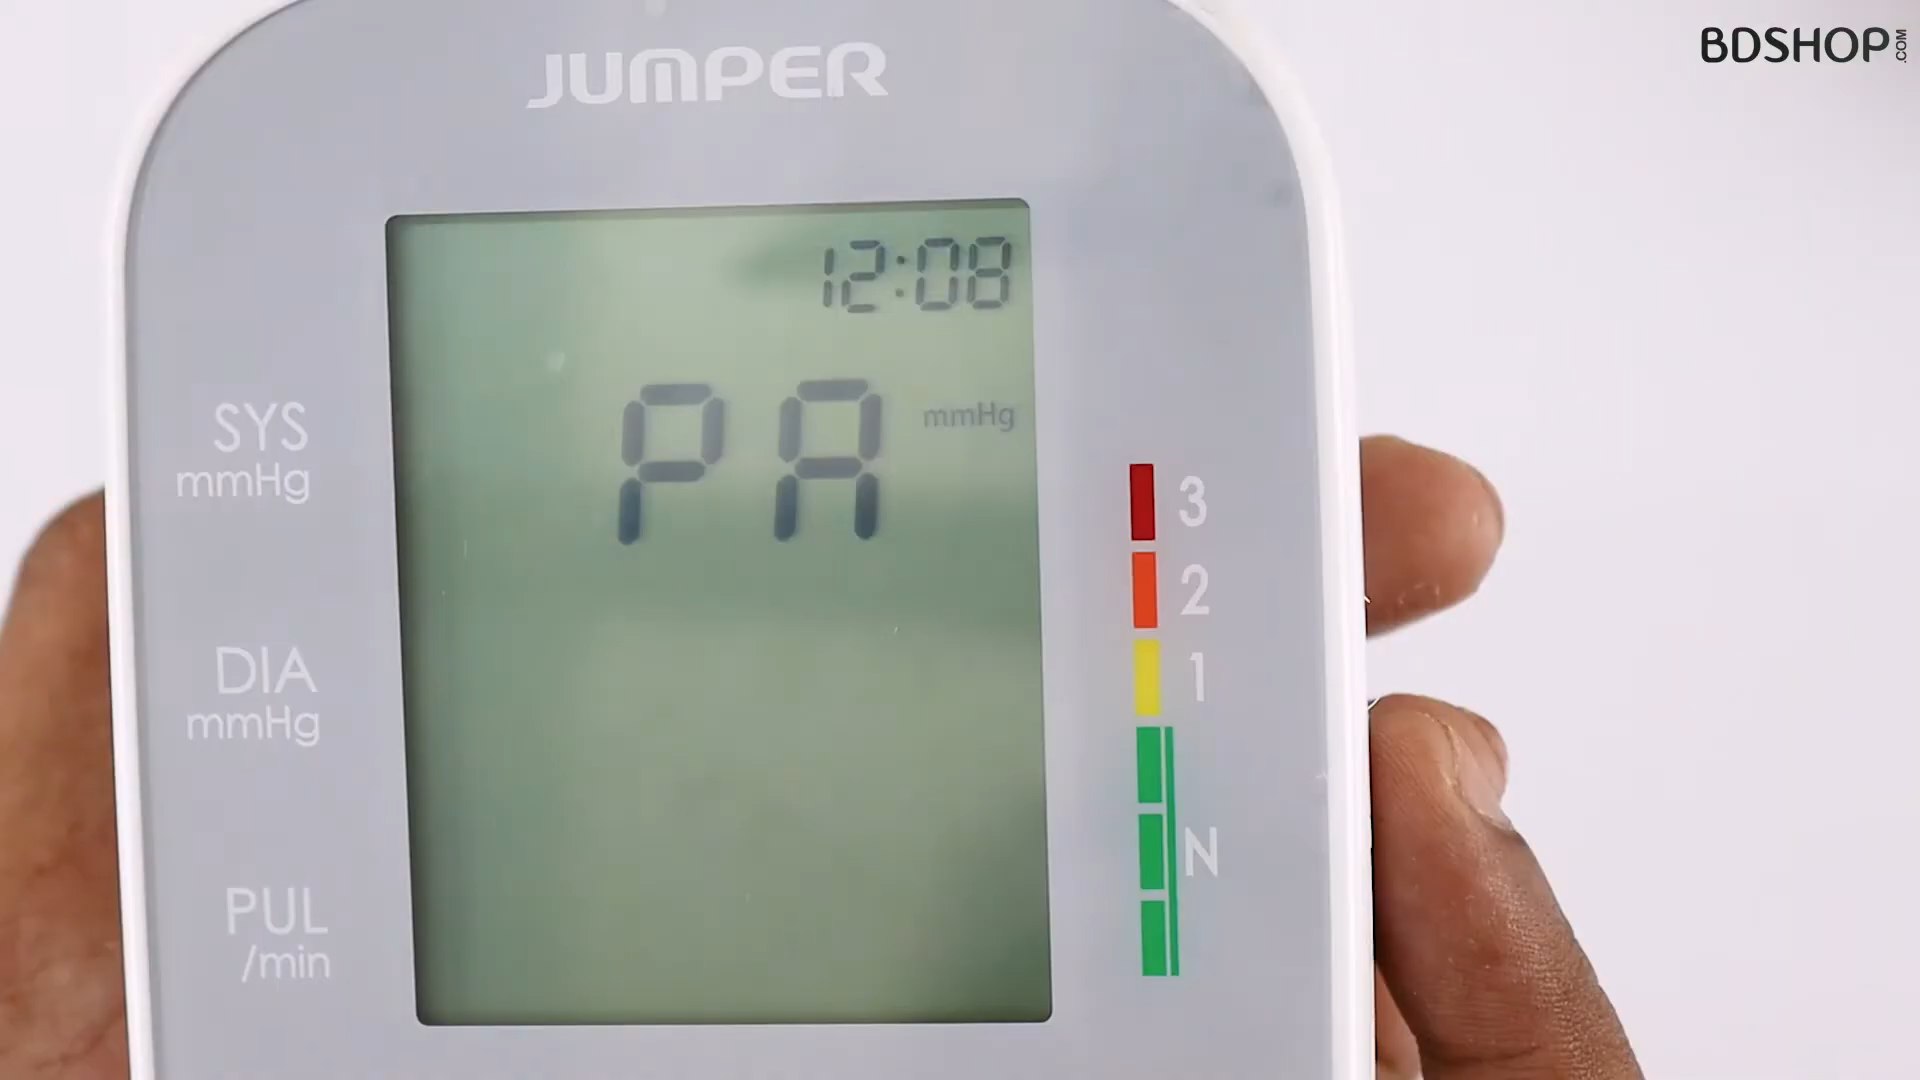 BDSHOP.COM
JUMPER
12:08
SYS
mmHg
PA mmHg
DIA
mmHg
PUL
/min
3
2
1
N